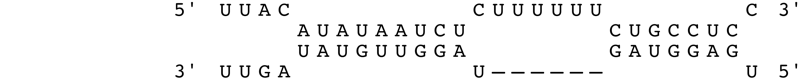 5' UUAC CUUUUUU C 3'
AUAUAAUCU CUGCCUC
UAUGUUGGA GAUGGAG
3' UUGA U—————— U 5'